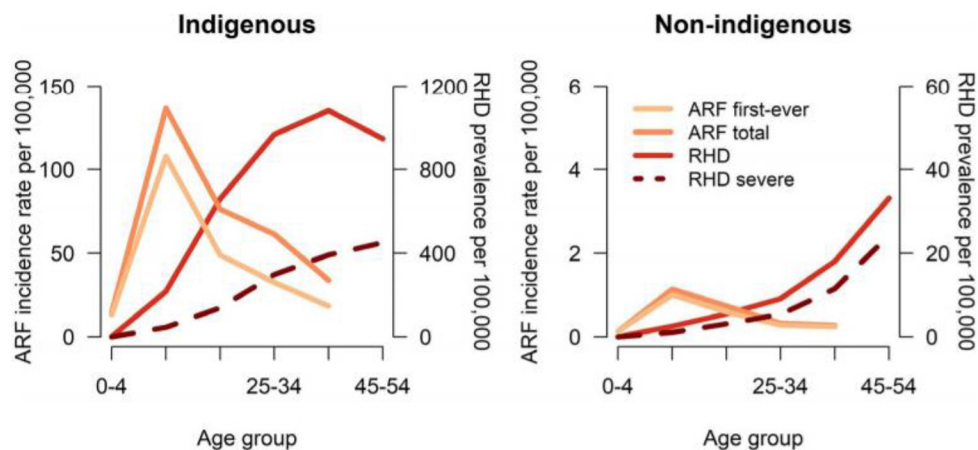 Indigenous
ARF incidence rate per 100,000
150
100
50
0
1200
800
400
0
RHD prevalence per 100,000
0-4
25-34
45-54
Age group
Non-indigenous
ARF incidence rate per 100,000
6
4
2
0
60
40
20
0
RHD prevalence per 100,000
ARF first-ever
ARF total
RHD
RHD severe
0-4
25-34
45-54
Age group